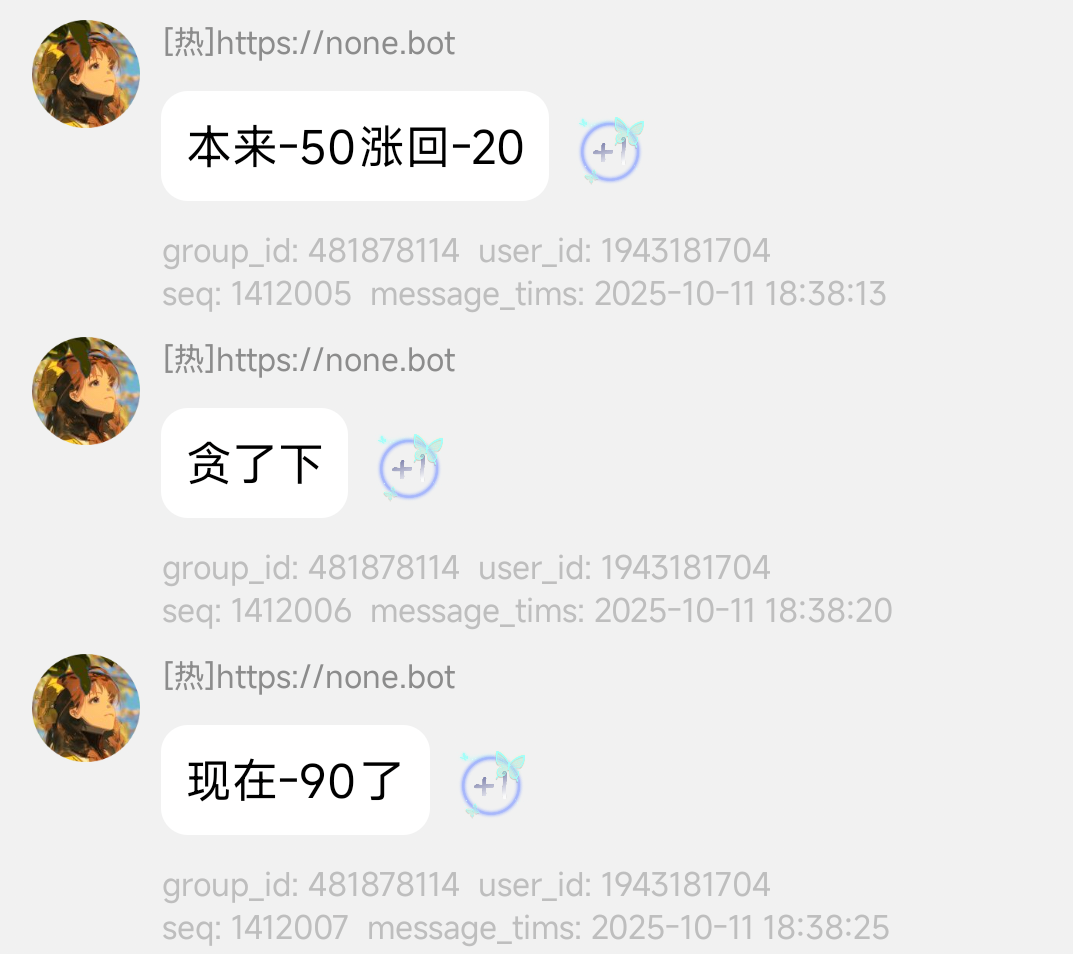 [热]https://none.bot
本来-50涨回-20
+1
group_id: 481878114 user_id: 1943181704
seq: 1412005 message_tims: 2025-10-11 18:38:13
[热]https://none.bot
贪了下
+1
group_id: 481878114 user_id: 1943181704
seq: 1412006 message_tims: 2025-10-11 18:38:20
[热]https://none.bot
现在-90了
+1
group_id: 481878114 user_id: 1943181704
seq: 1412007 message_tims: 2025-10-11 18:38:25